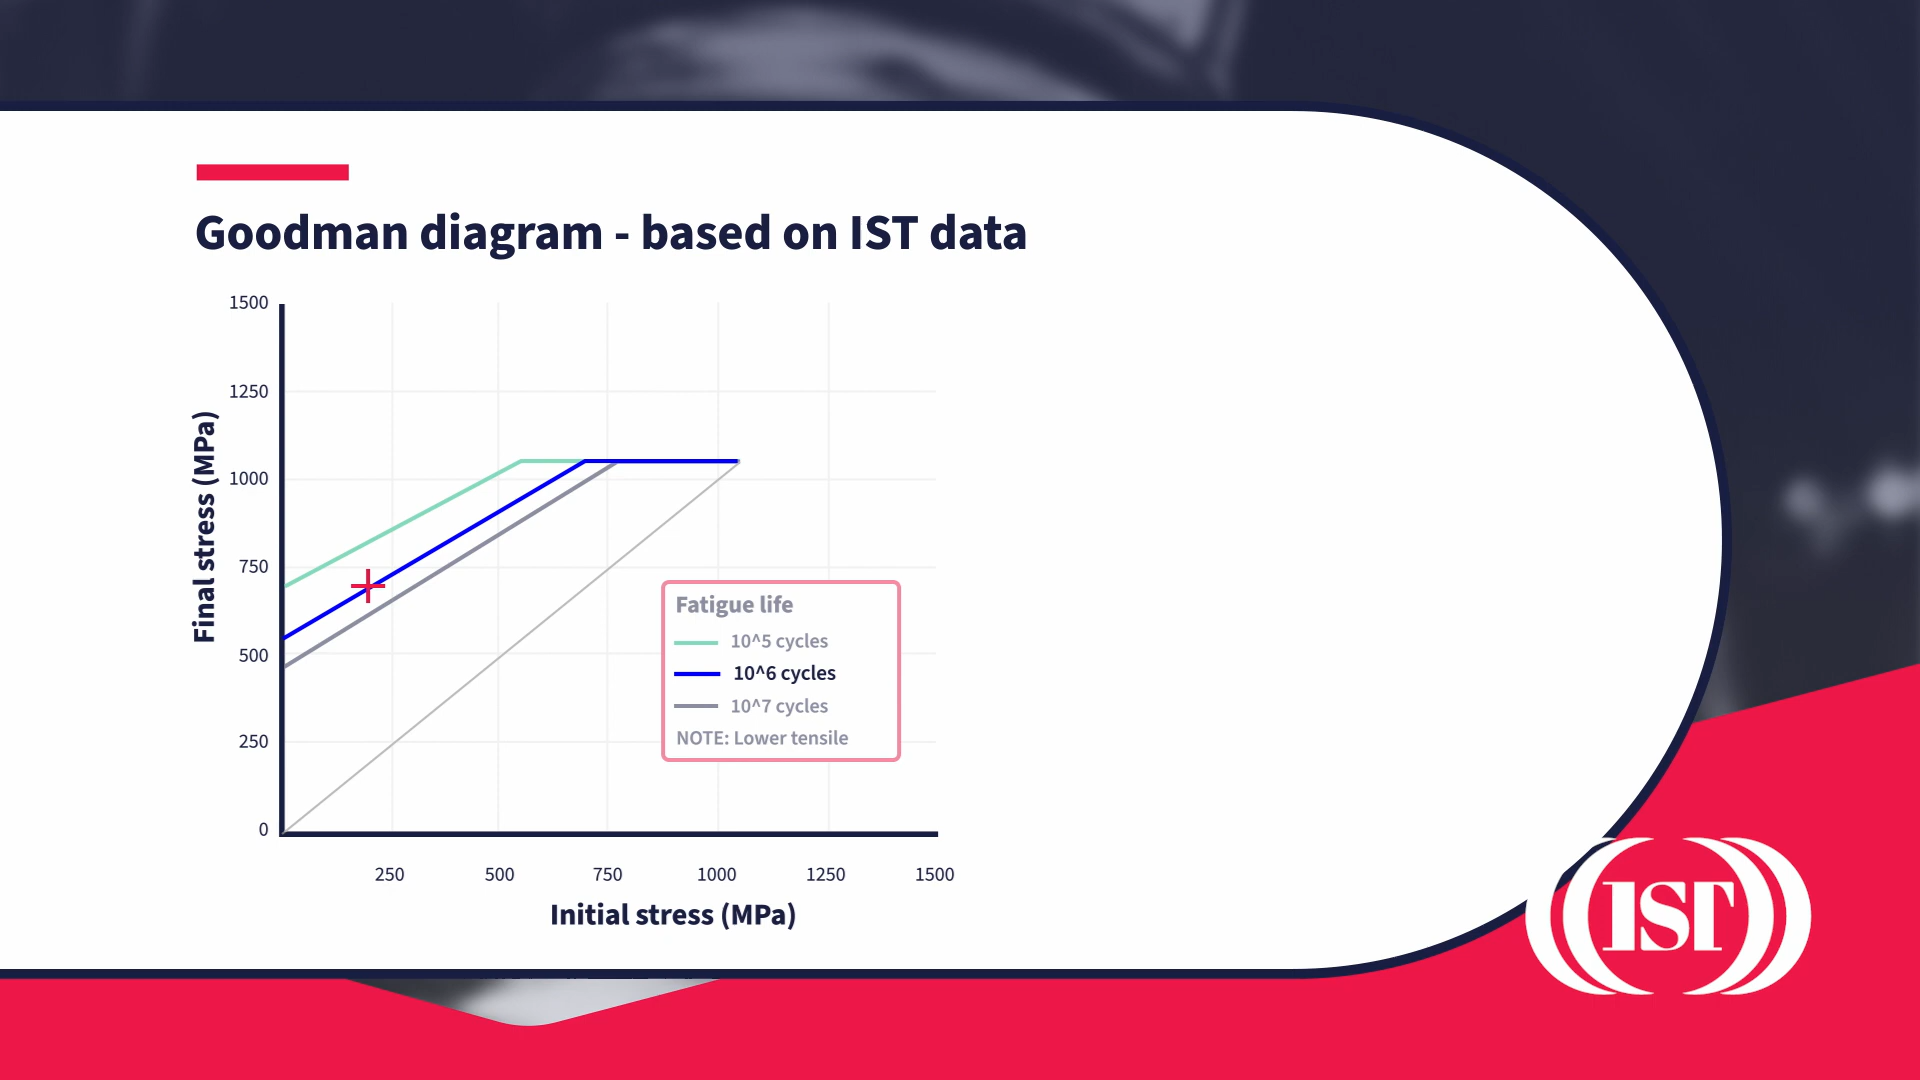 Goodman diagram - based on IST data
1500
1250
1000
750
500
250
0
Final stress (MPa)
250 500 750 1000 1250 1500
Initial stress (MPa)
Fatigue life
10^5 cycles
10^6 cycles
10^7 cycles
NOTE: Lower tensile
IST